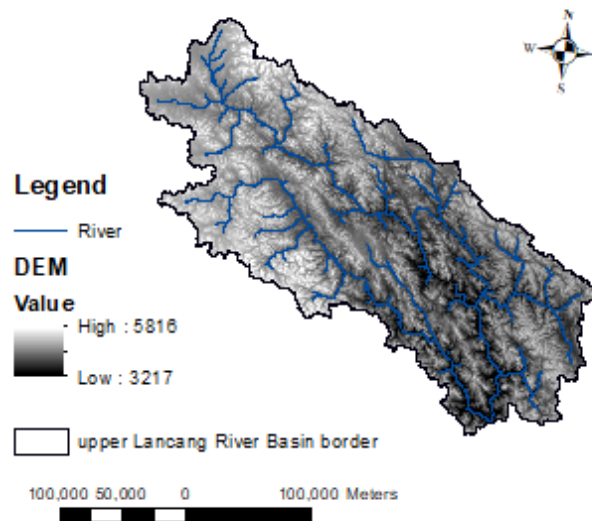 N
W
E
S
Legend
River
DEM
Value
High : 5816
Low : 3217
upper Lancang River Basin border
100,000 50,000 0 100,000 Meters